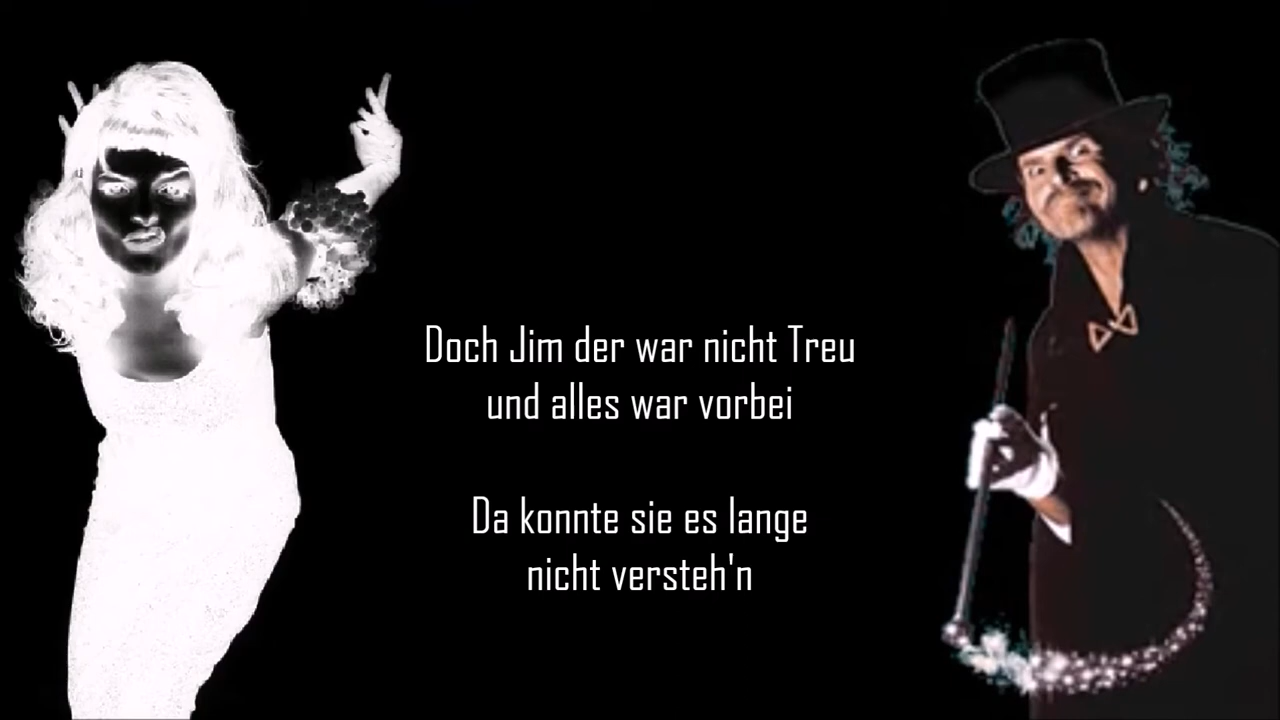 Doch Jim der war nicht Treu
und alles war vorbei
Da konnte sie es lange
nicht versteh'n